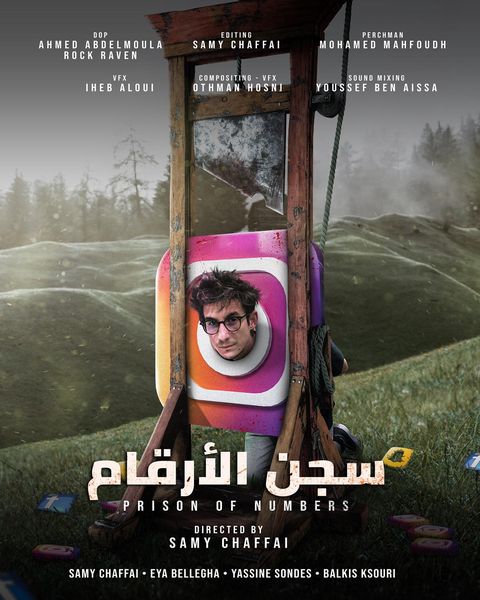 DOP
AHMED ABDELMOULA
ROCK RAVEN
EDITING
SAMY CHAFFAI
PERCHMAN
MOHAMED MAHFOUDH
VFX
IHEB ALOUI
COMPOSITING - VFX
OTHMAN HOSNI
SOUND MIXING
YOUSSEF BEN AISSA
سجن الأرقام
PRISON OF NUMBERS
DIRECTED BY
SAMY CHAFFAI
SAMY CHAFFAI • EYA BELLEGHA • YASSINE SONDES • BALKIS KSOURI